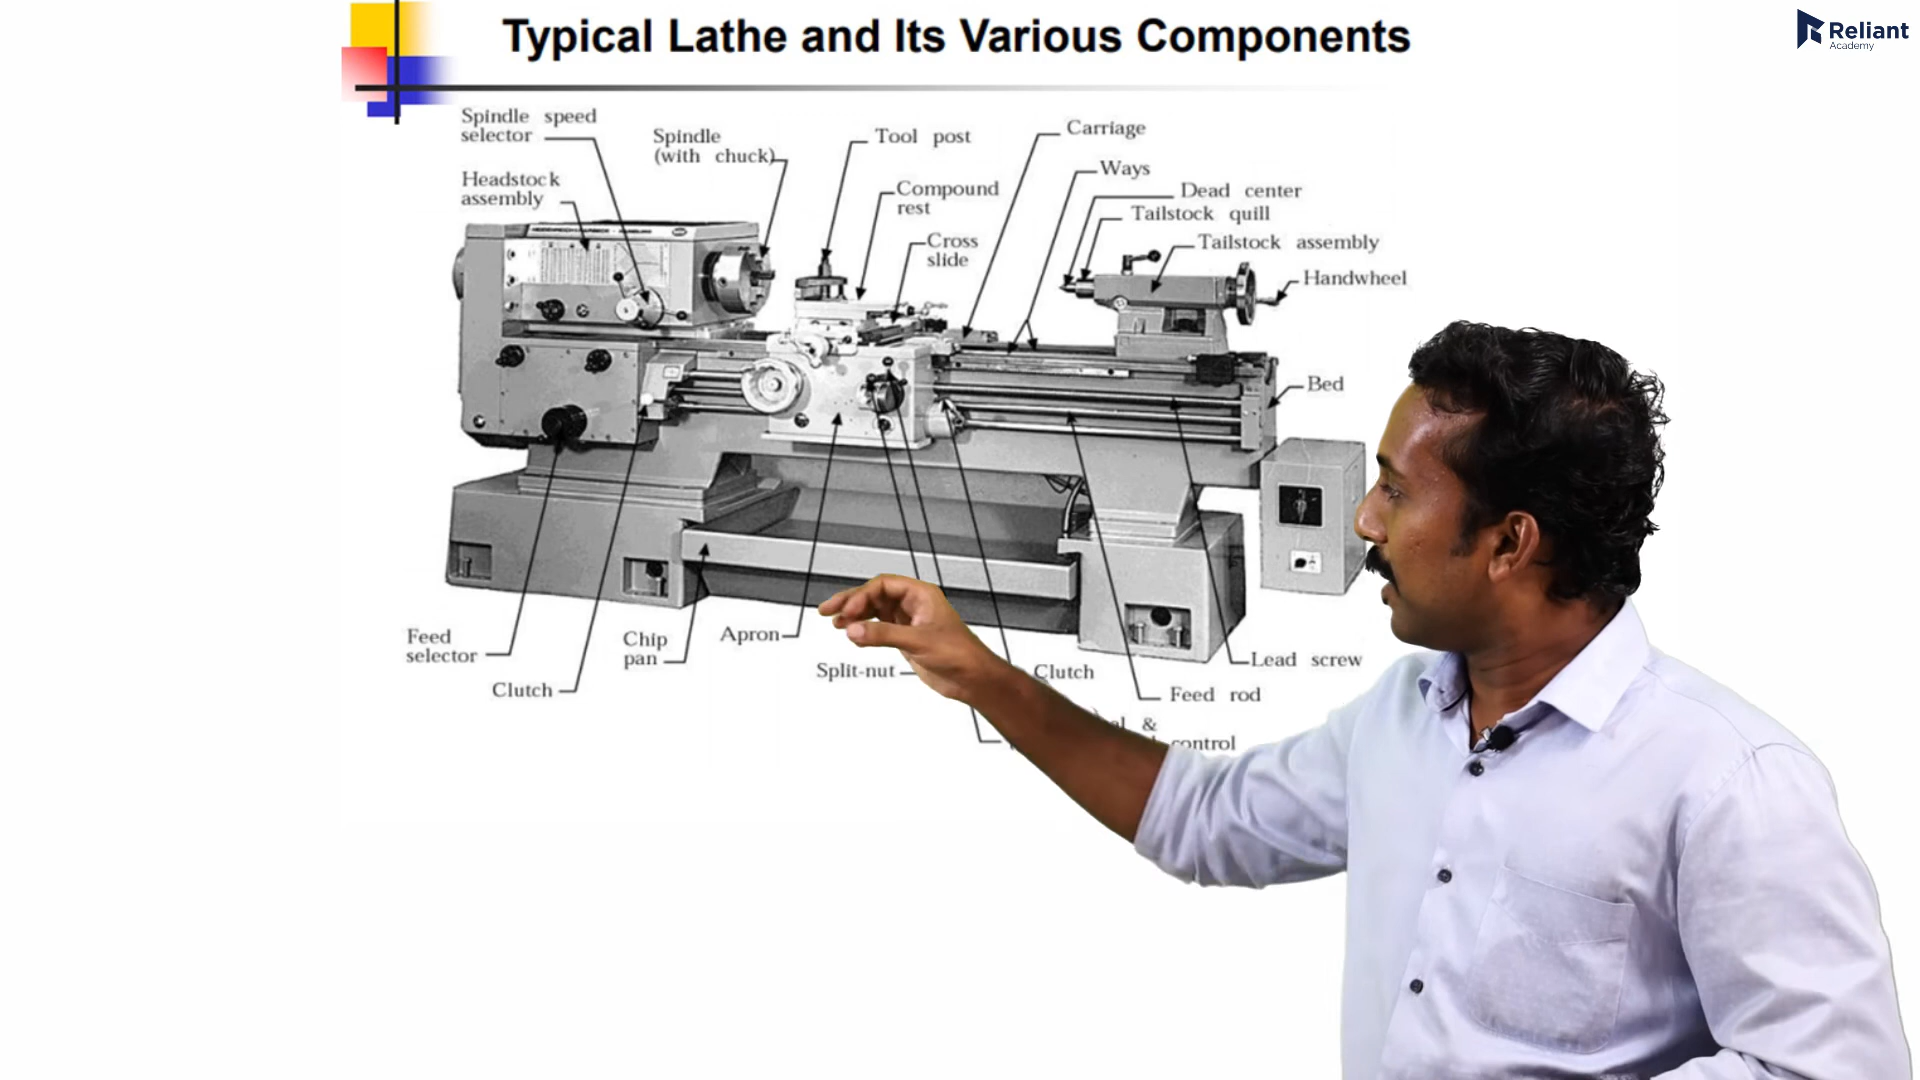 Typical Lathe and Its Various Components
Reliant
Academy
Spindle speed
selector
Spindle
(with chuck)
Tool post
Carriage
Ways
Headstock
assembly
Compound
rest
Dead center
Tailstock quill
Cross
slide
Tailstock assembly
Handwheel
Bed
Feed
selector
Chip
pan
Apron
Split-nut
Clutch
Lead screw
Clutch
Feed rod
&
control